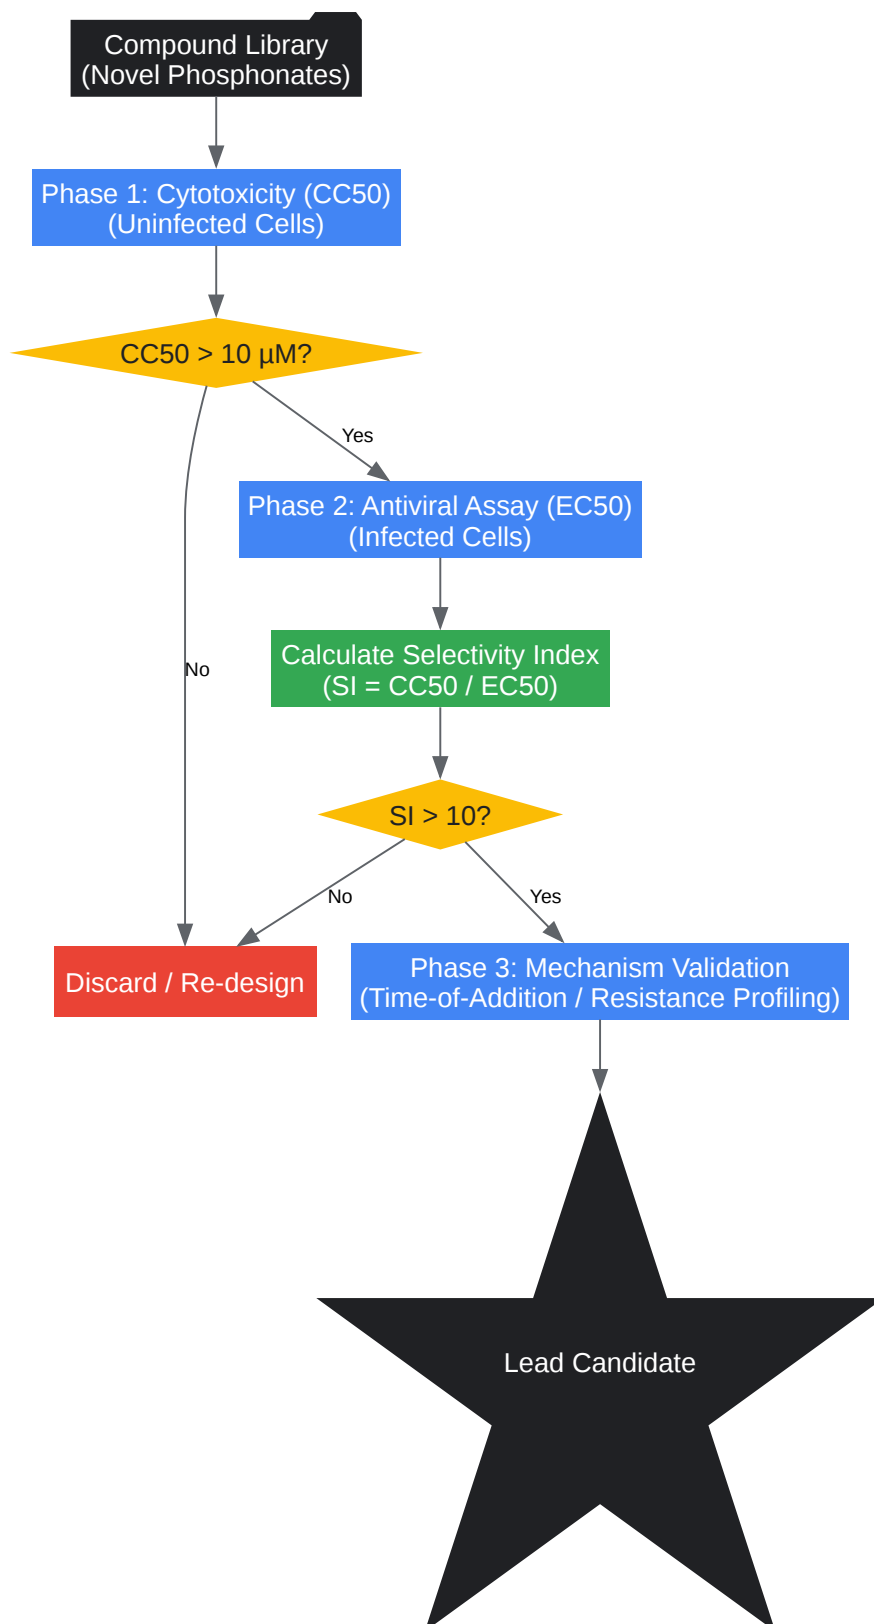 Compound Library
(Novel Phosphonates)
Phase 1: Cytotoxicity (CC50)
(Uninfected Cells)
CC50 > 10 µM?
Yes
Phase 2: Antiviral Assay (EC50)
(Infected Cells)
Calculate Selectivity Index
(SI = CC50 / EC50)
No
SI > 10?
No
Yes
Discard / Re-design
Phase 3: Mechanism Validation
(Time-of-Addition / Resistance Profiling)
Lead Candidate